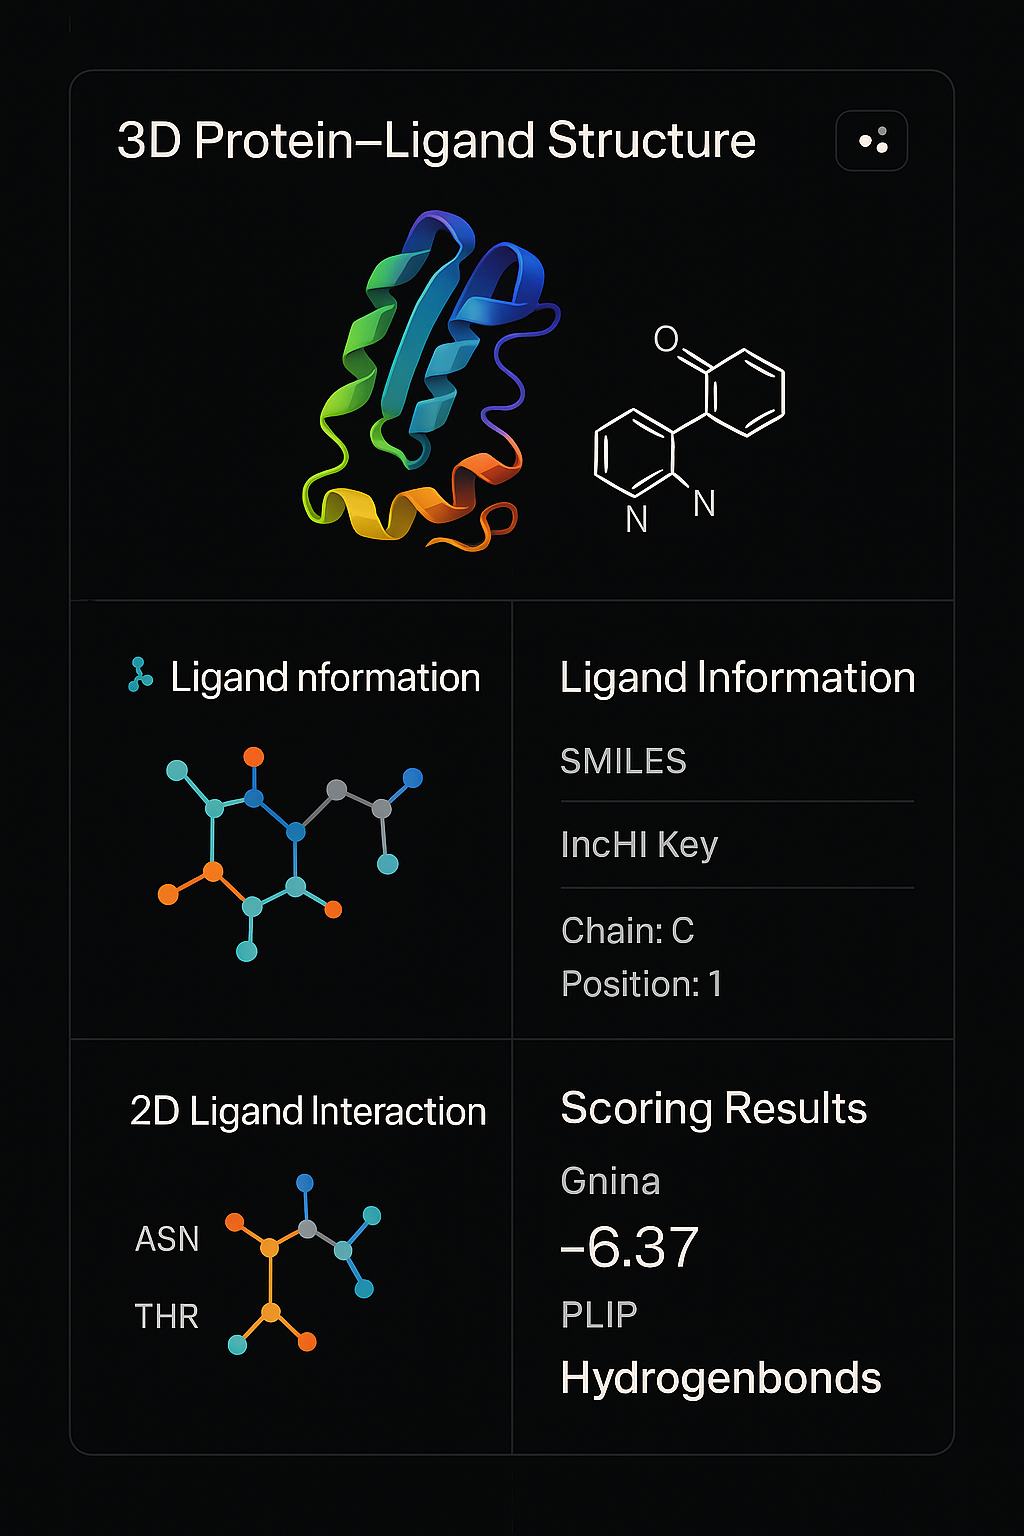 3D Protein–Ligand Structure
O
N
N
Ligand nformation
Ligand Information
SMILES
IncHI Key
Chain: C
Position: 1
2D Ligand Interaction
ASN
THR
Scoring Results
Gnina
–6.37
PLIP
Hydrogenbonds